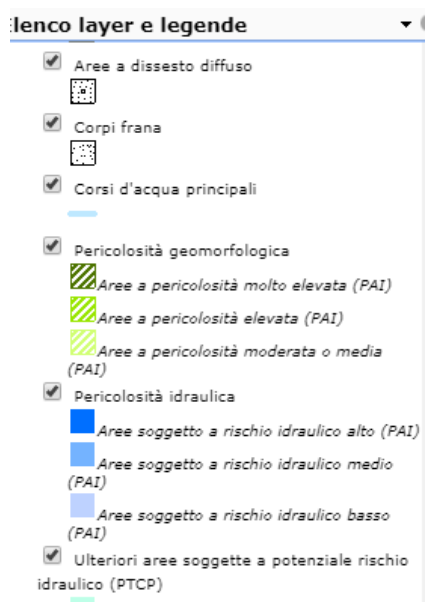 lenco layer e legende
Aree a dissesto diffuso
Corpi frana
Corsi d'acqua principali
Pericolosità geomorfologica
Aree a pericolosità molto elevata (PAI)
Aree a pericolosità elevata (PAI)
Aree a pericolosità moderata o media
(PAI)
Pericolosità idraulica
Aree soggetto a rischio idraulico alto (PAI)
Aree soggetto a rischio idraulico medio
(PAI)
Aree soggetto a rischio idraulico basso
(PAI)
Ulteriori aree soggette a potenziale rischio
idraulico (PTCP)